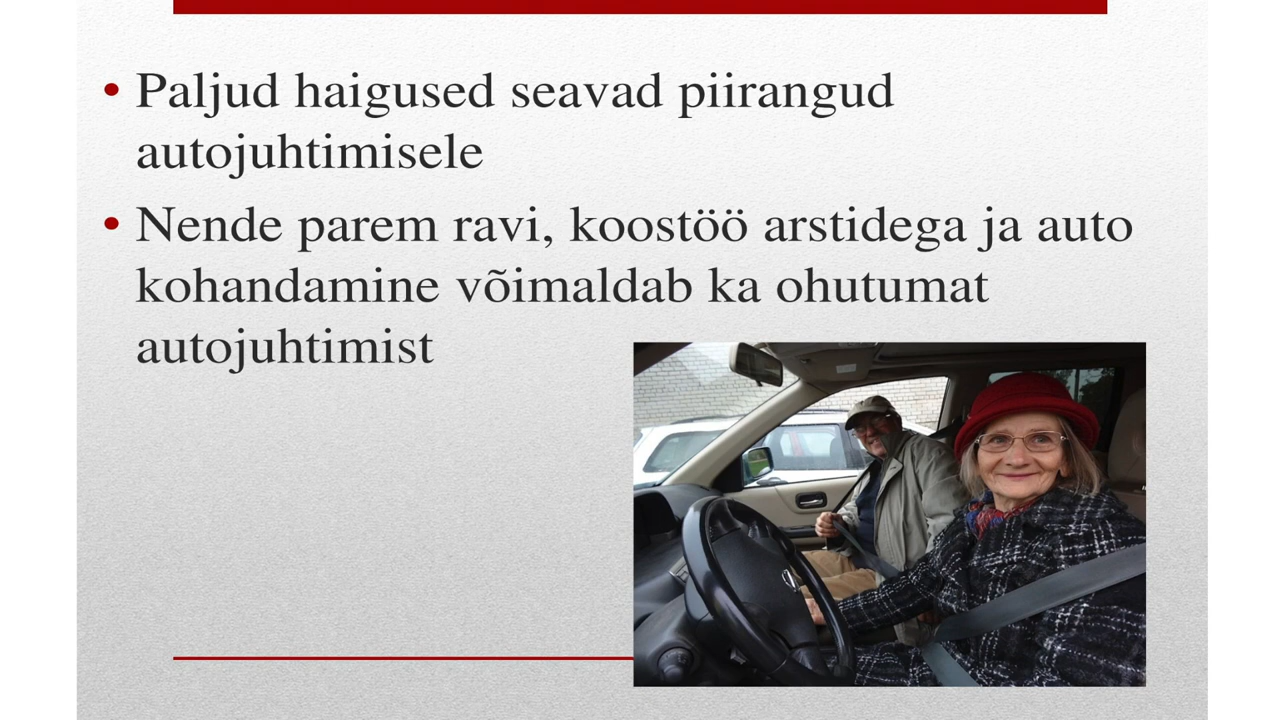 • Paljud haigused seavad piirangud
autojuhtimisele
• Nende parem ravi, koostöö arstidega ja auto
kohandamine võimaldab ka ohutumat
autojuhtimist